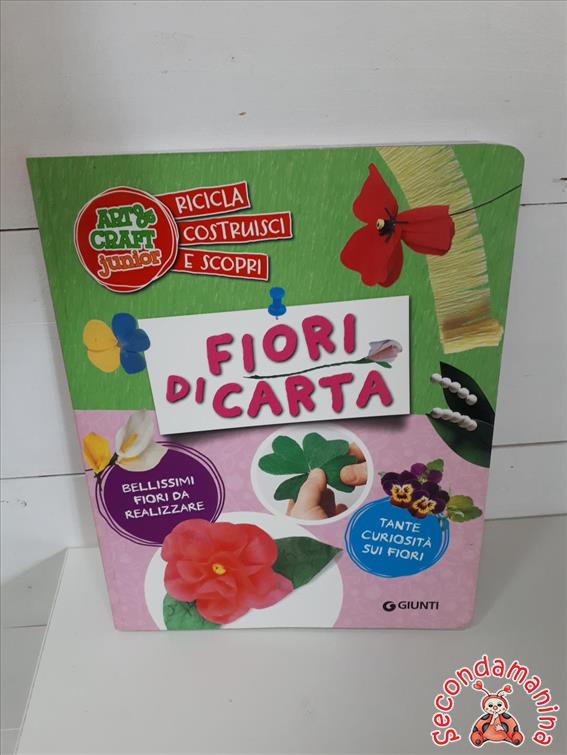 ART&
CRAFT
junior
RICICLA
COSTRUISCI
E SCOPRI
FIORI
DI CARTA
BELLISSIMI
FIORI DA
REALIZZARE
TANTE
CURIOSITÀ
SUI FIORI
GIUNTI
Secondamanina